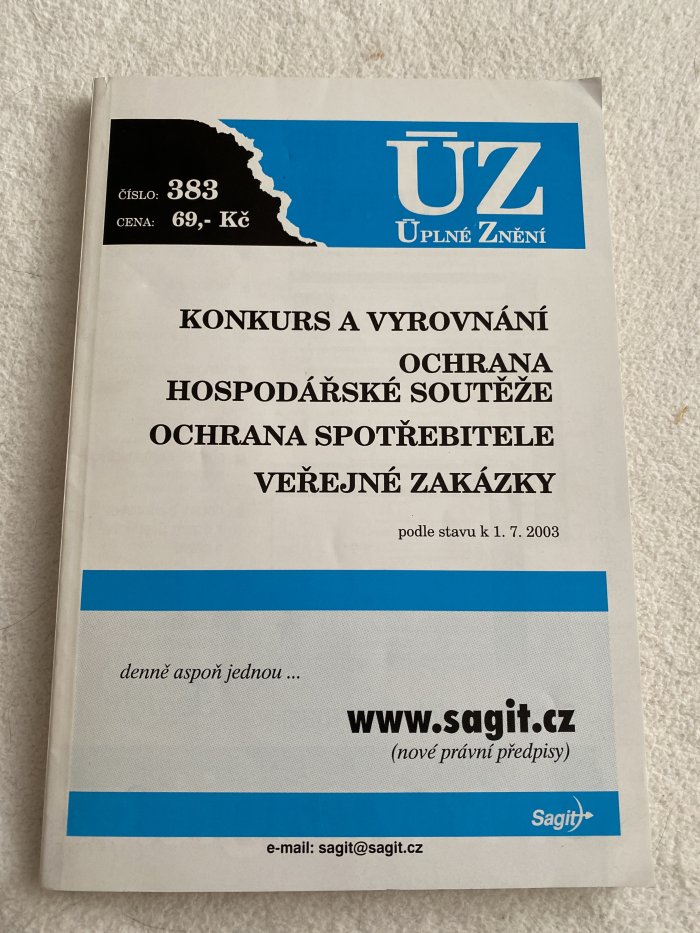 ČÍSLO: 383
CENA: 69,- Kč
ÚZ
ÚPLNÉ ZNĚNÍ
KONKURS A VYROVNÁNÍ
OCHRANA
HOSPODÁŘSKÉ SOUTĚŽE
OCHRANA SPOTŘEBITELE
VEŘEJNÉ ZAKÁZKY
podle stavu k 1. 7. 2003
denně aspoň jednou ...
www.sagit.cz
(nové právní předpisy)
Sagit
e-mail: sagit@sagit.cz